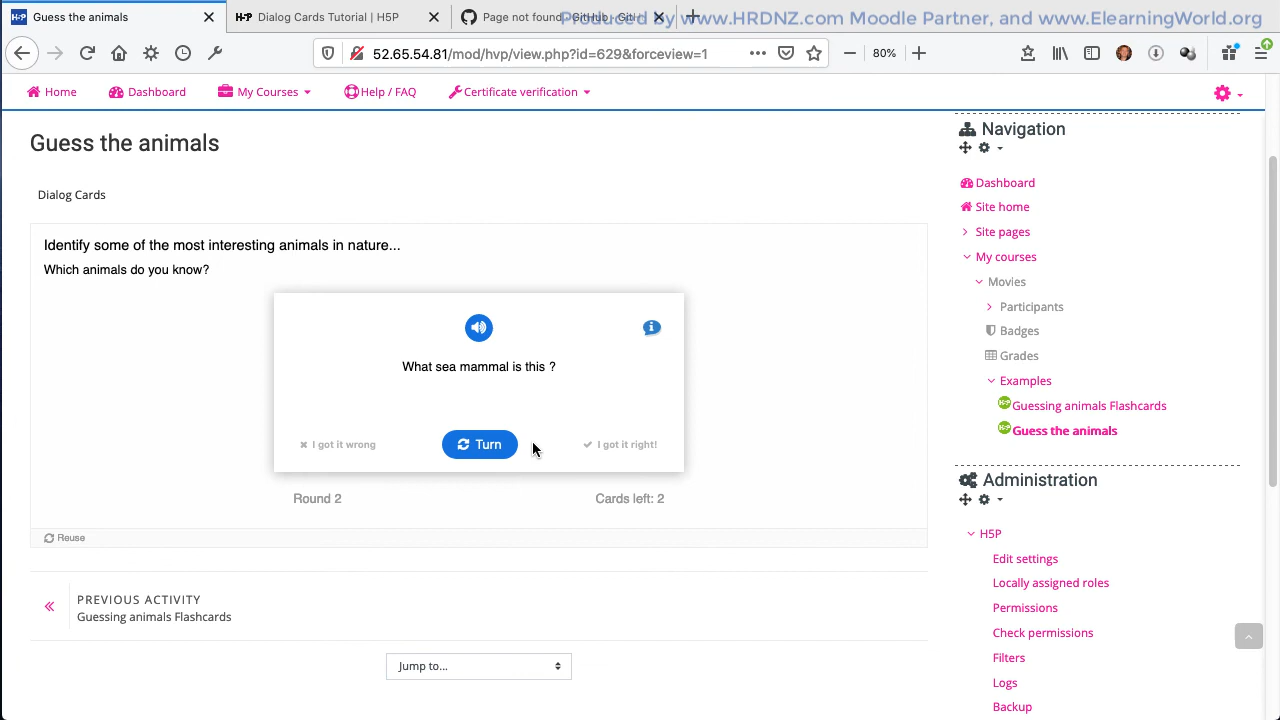 Guess the animals
H-P Dialog Cards Tutorial | H5P
Page not found · GitHub · GitH
Produced by www.HRDNZ.com Moodle Partner, and www.ElearningWorld.org
52.65.54.81/mod/hvp/view.php?id=629&forceview=1
80%
Home
Dashboard
My Courses
Help / FAQ
Certificate verification
Guess the animals
Dialog Cards
Identify some of the most interesting animals in nature...
Which animals do you know?
What sea mammal is this ?
I got it wrong
Turn
I got it right!
Round 2
Cards left: 2
Reuse
PREVIOUS ACTIVITY
Guessing animals Flashcards
Jump to...
Navigation
Dashboard
Site home
Site pages
My courses
Movies
Participants
Badges
Grades
Examples
Guessing animals Flashcards
Guess the animals
Administration
H5P
Edit settings
Locally assigned roles
Permissions
Check permissions
Filters
Logs
Backup